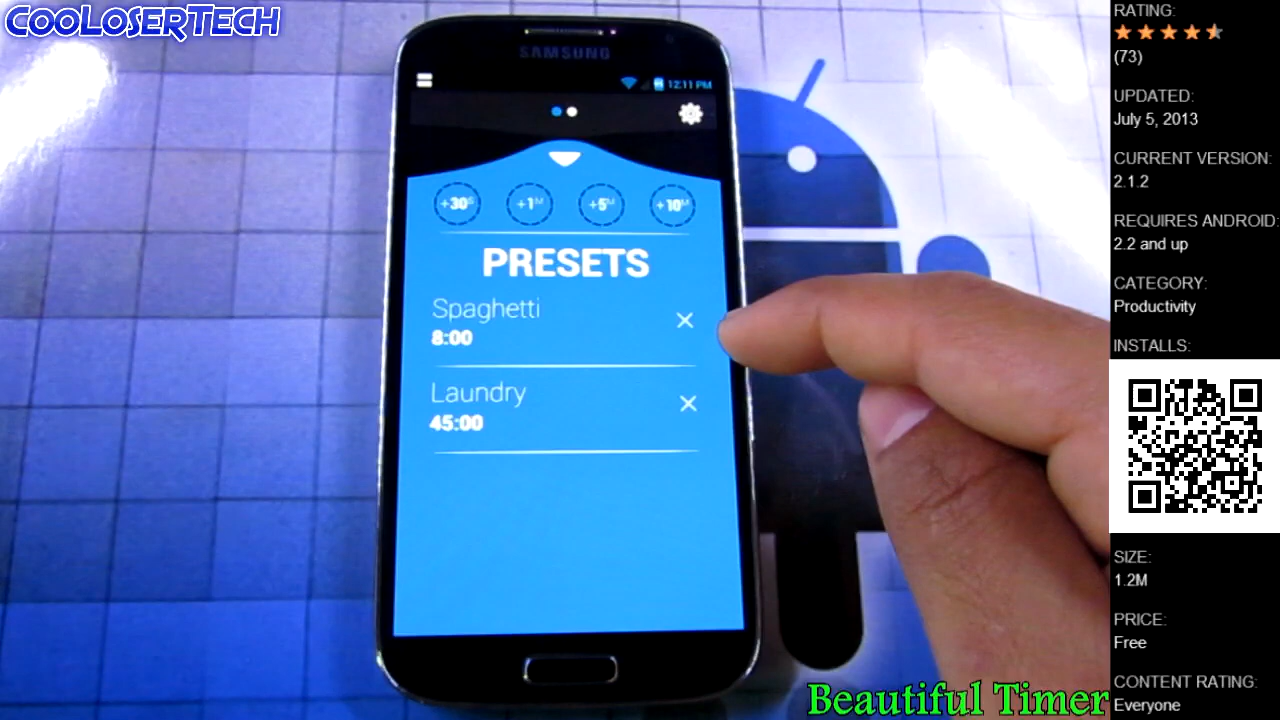 CooLoserTech
SAMSUNG
12:11 PM
+30S +1M +5M +10M
PRESETS
Spaghetti
8:00
Laundry
45:00
Beautiful Timer
RATING:
(73)
UPDATED:
July 5, 2013
CURRENT VERSION:
2.1.2
REQUIRES ANDROID:
2.2 and up
CATEGORY:
Productivity
INSTALLS:
SIZE:
1.2M
PRICE:
Free
CONTENT RATING:
Everyone